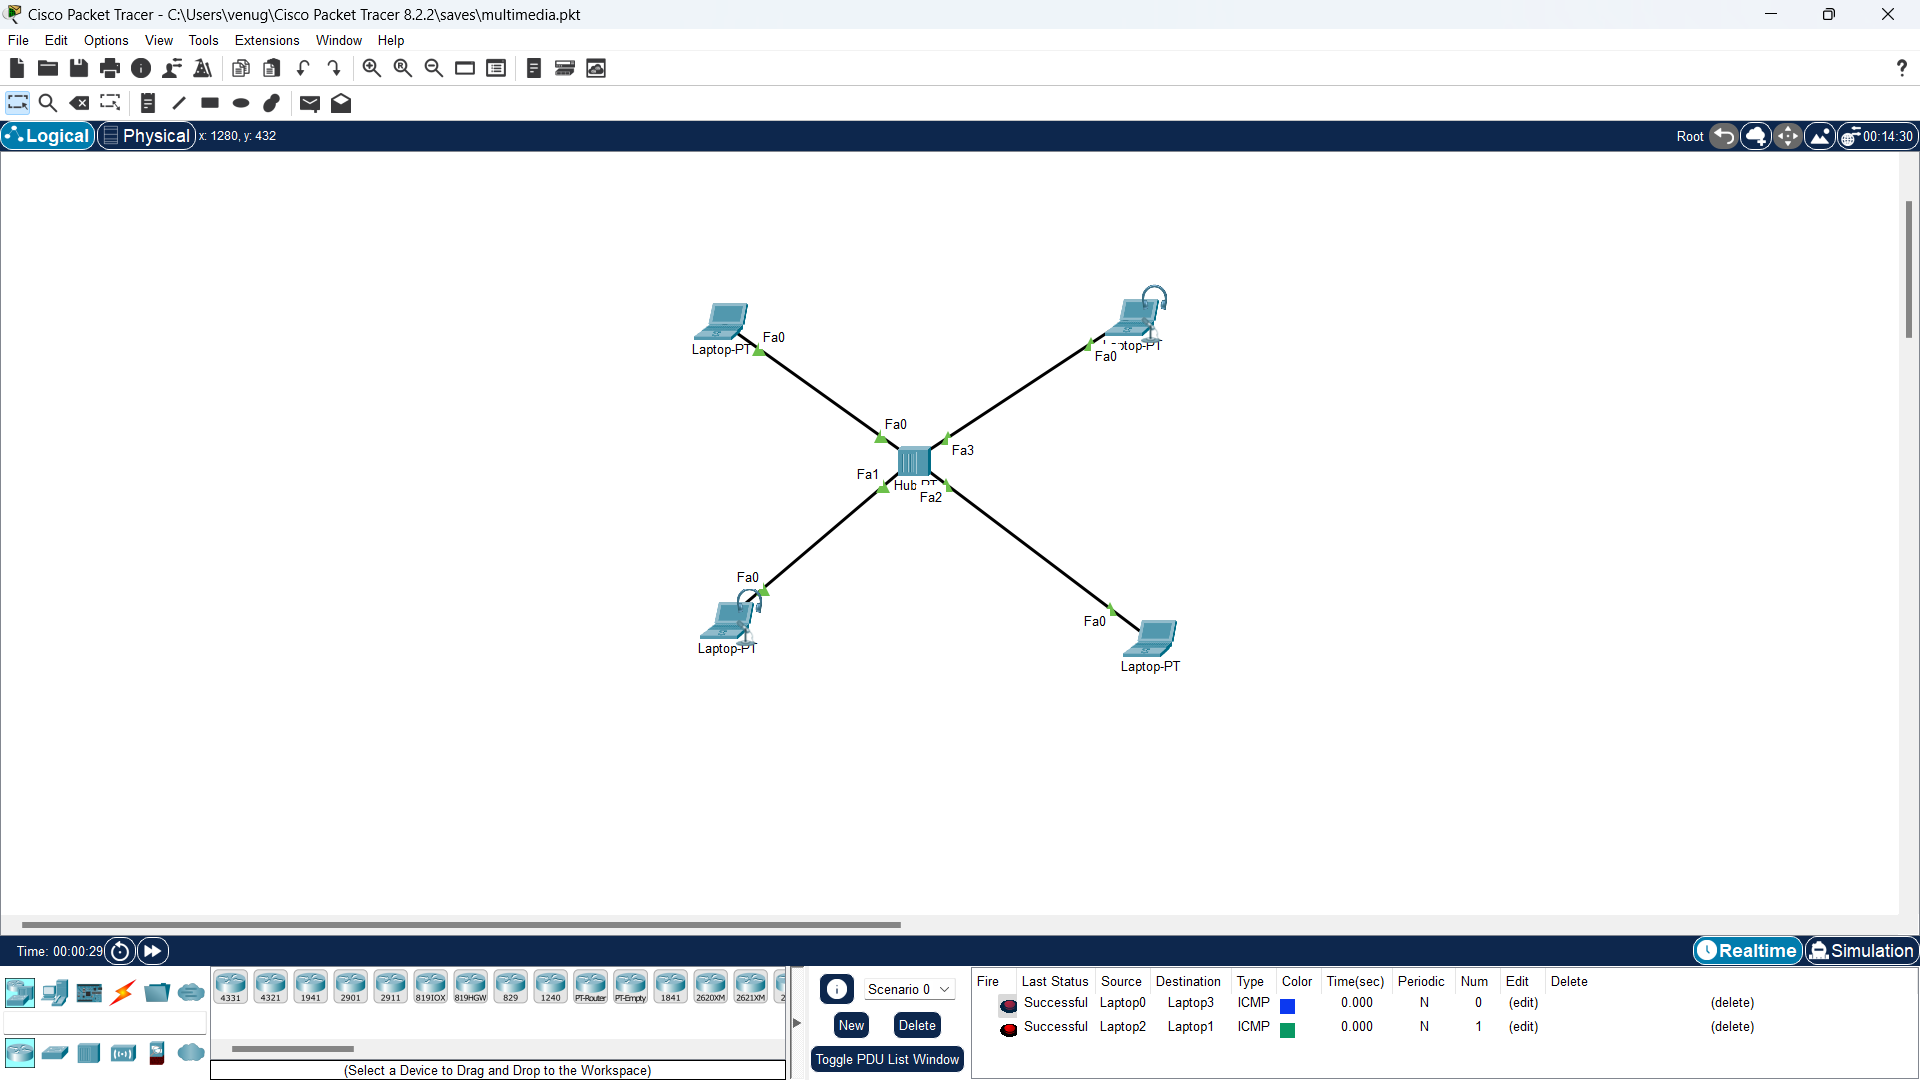 Cisco Packet Tracer - C:\Users\venug\Cisco Packet Tracer 8.2.2\saves\multimedia.pkt
File Edit Options View Tools Extensions Window Help
Logical Physical x: 1280, y: 432 Root 00:14:30
Fa0
Laptop-PT
Fa0
Fa0
Fa3
Fa1
Hub
Fa2
Fa0
Laptop-PT
Fa0
Laptop-PT
Time: 00:00:29 Realtime Simulation
4331 4321 1941 2901 2911 819IOX 819HGW 829 1240 PT-Router PT-Empty 1841 2620XM 2621XM 2
(Select a Device to Drag and Drop to the Workspace)
Scenario 0
New Delete
Toggle PDU List Window
Fire Last Status Source Destination Type Color Time(sec) Periodic Num Edit Delete
Successful Laptop0 Laptop3 ICMP 0.000 N 0 (edit) (delete)
Successful Laptop2 Laptop1 ICMP 0.000 N 1 (edit) (delete)